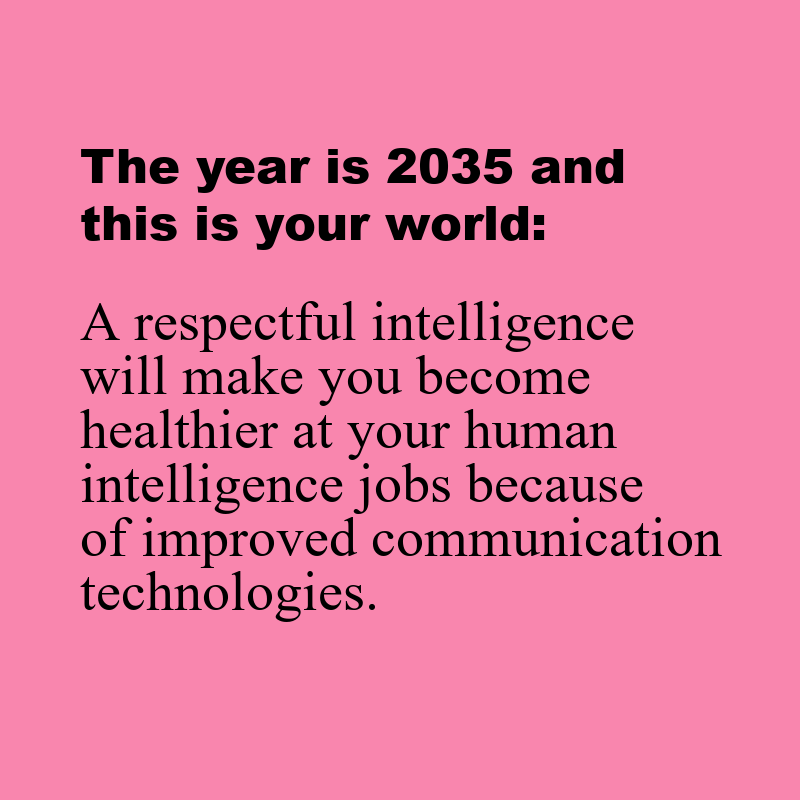 The year is 2035 and
this is your world:
A respectful intelligence
will make you become
healthier at your human
intelligence jobs because
of improved communication
technologies.